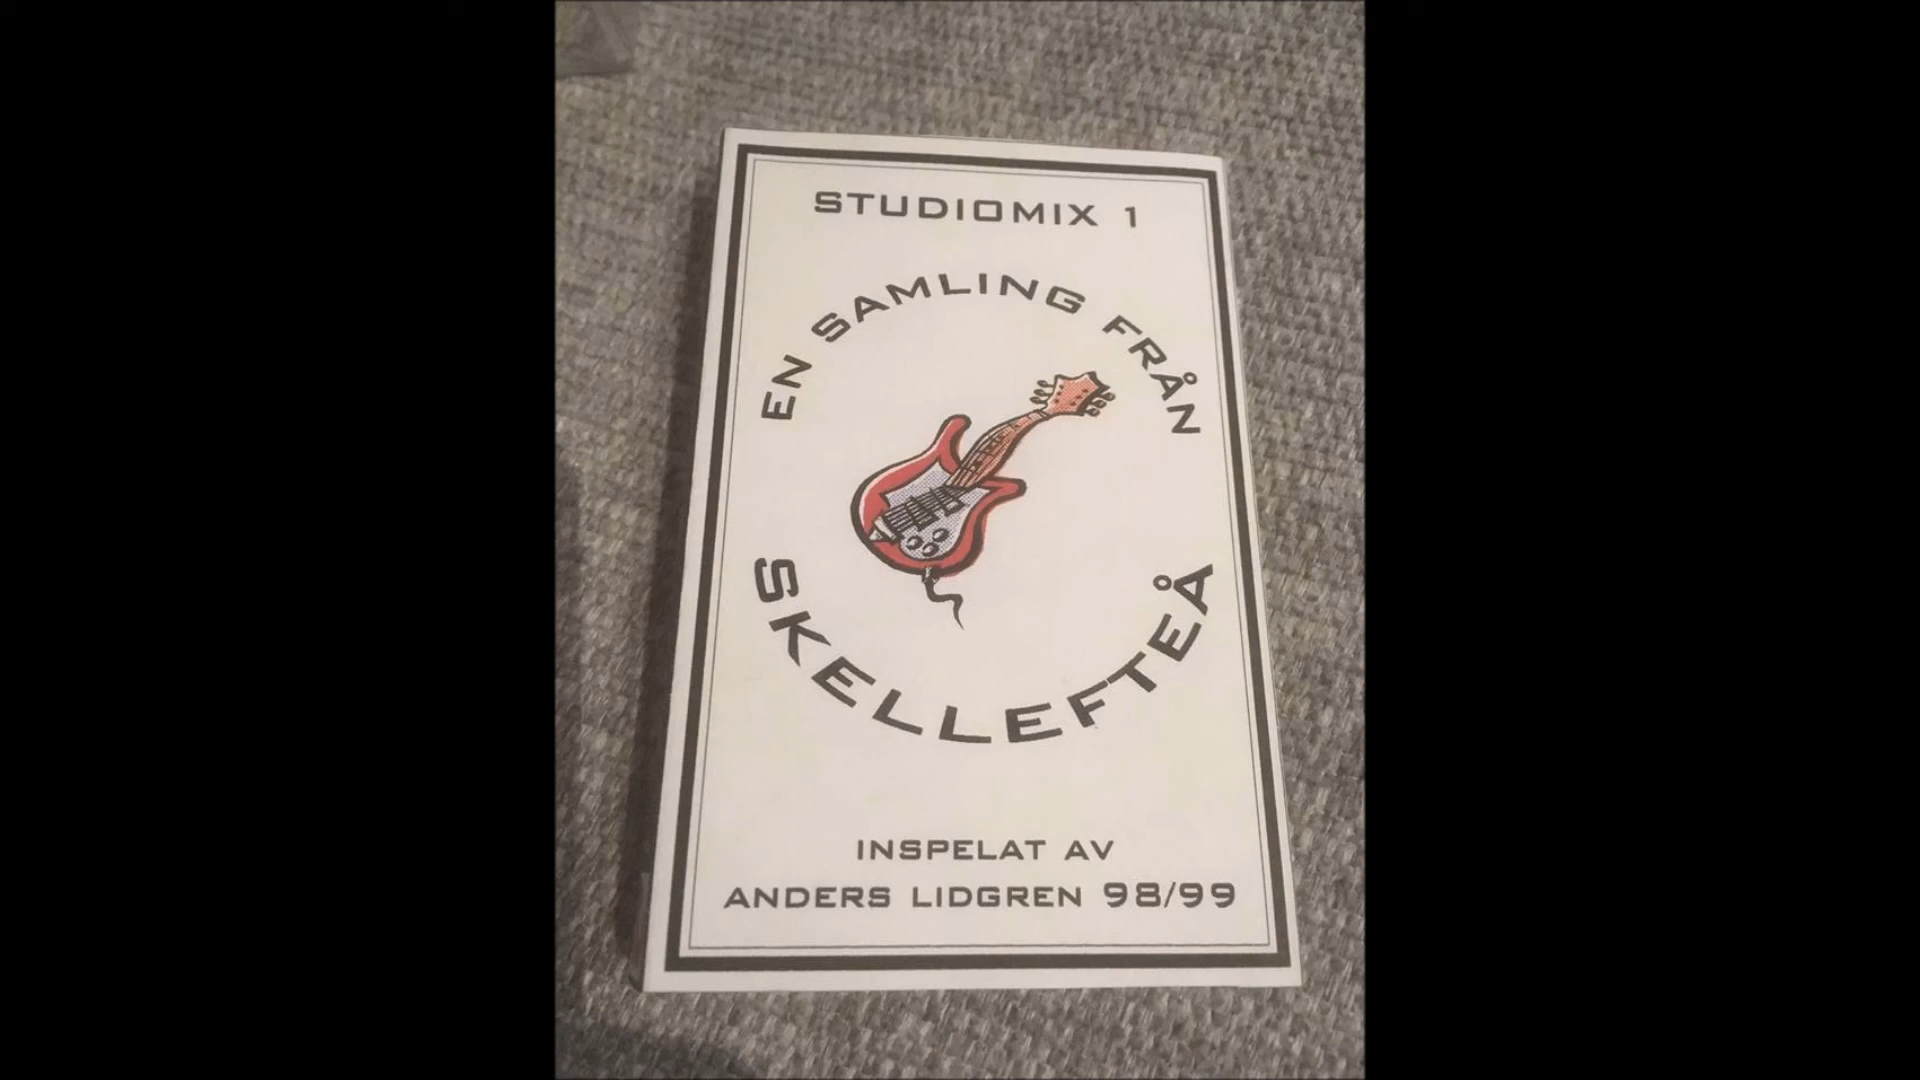 STUDIOMIX 1
EN SAMLING FRÅN
SKELLEFTEÅ
INSPELAT AV
ANDERS LIDGREN 98/99